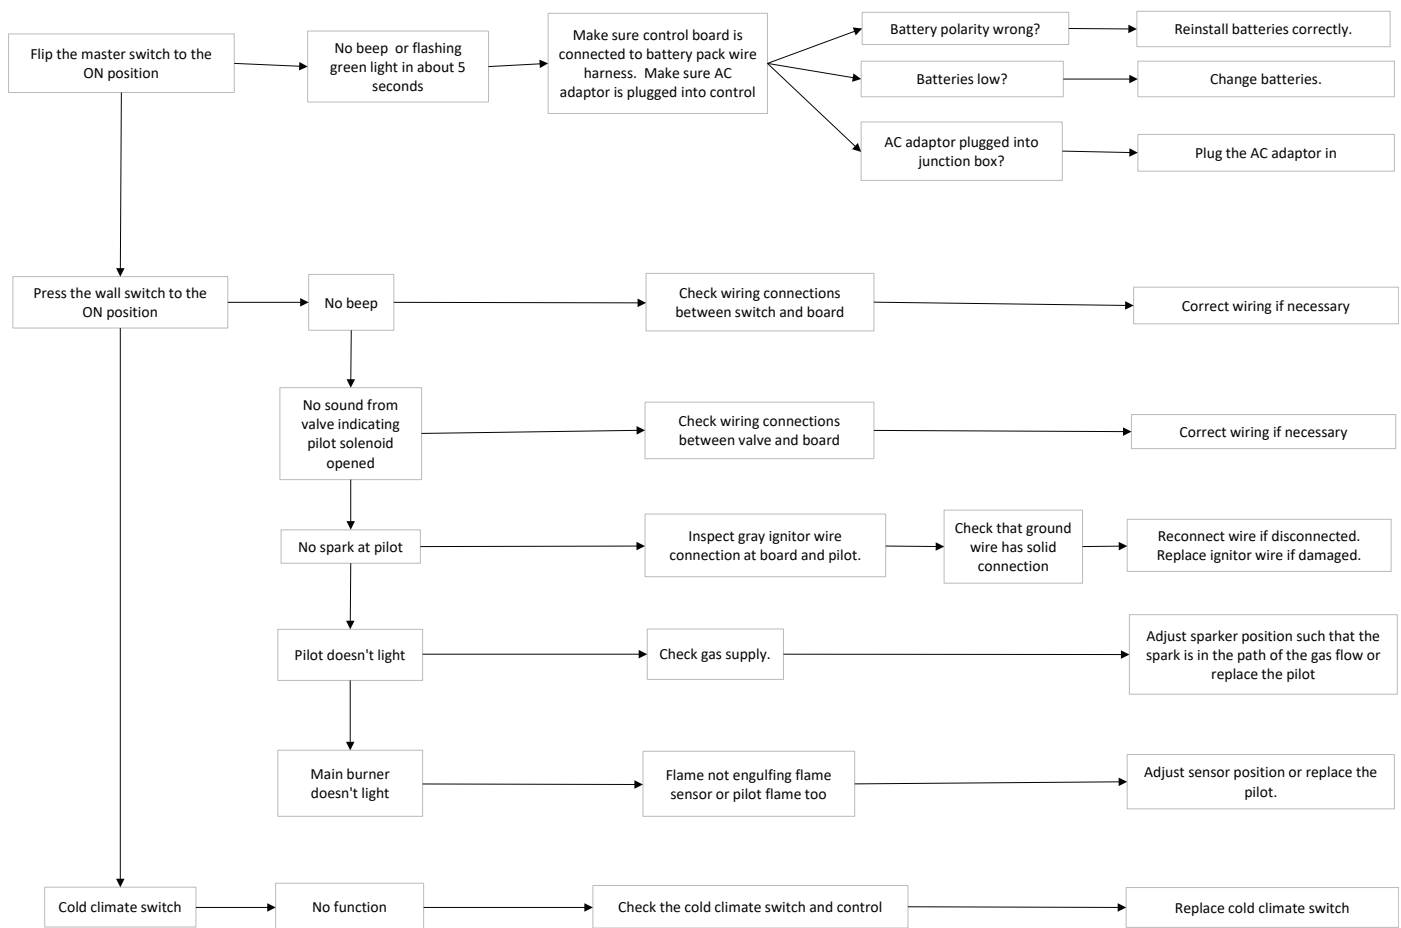 Flip the master switch to the
ON position
No beep  or flashing
green light in about 5
seconds
Make sure control board is
connected to battery pack wire
harness.  Make sure AC
adaptor is plugged into control
Battery polarity wrong?
Reinstall batteries correctly.
Batteries low?
Change batteries.
AC adaptor plugged into
junction box?
Plug the AC adaptor in
Press the wall switch to the
ON position
No beep
Check wiring connections
between switch and board
Correct wiring if necessary
No sound from
valve indicating
pilot solenoid
opened
Check wiring connections
between valve and board
Correct wiring if necessary
No spark at pilot
Inspect gray ignitor wire
connection at board and pilot.
Check that ground
wire has solid
connection
Reconnect wire if disconnected.
Replace ignitor wire if damaged.
Pilot doesn't light
Check gas supply.
Adjust sparker position such that the
spark is in the path of the gas flow or
replace the pilot
Main burner
doesn't light
Flame not engulfing flame
sensor or pilot flame too
Adjust sensor position or replace the
pilot.
Cold climate switch
No function
Check the cold climate switch and control
Replace cold climate switch